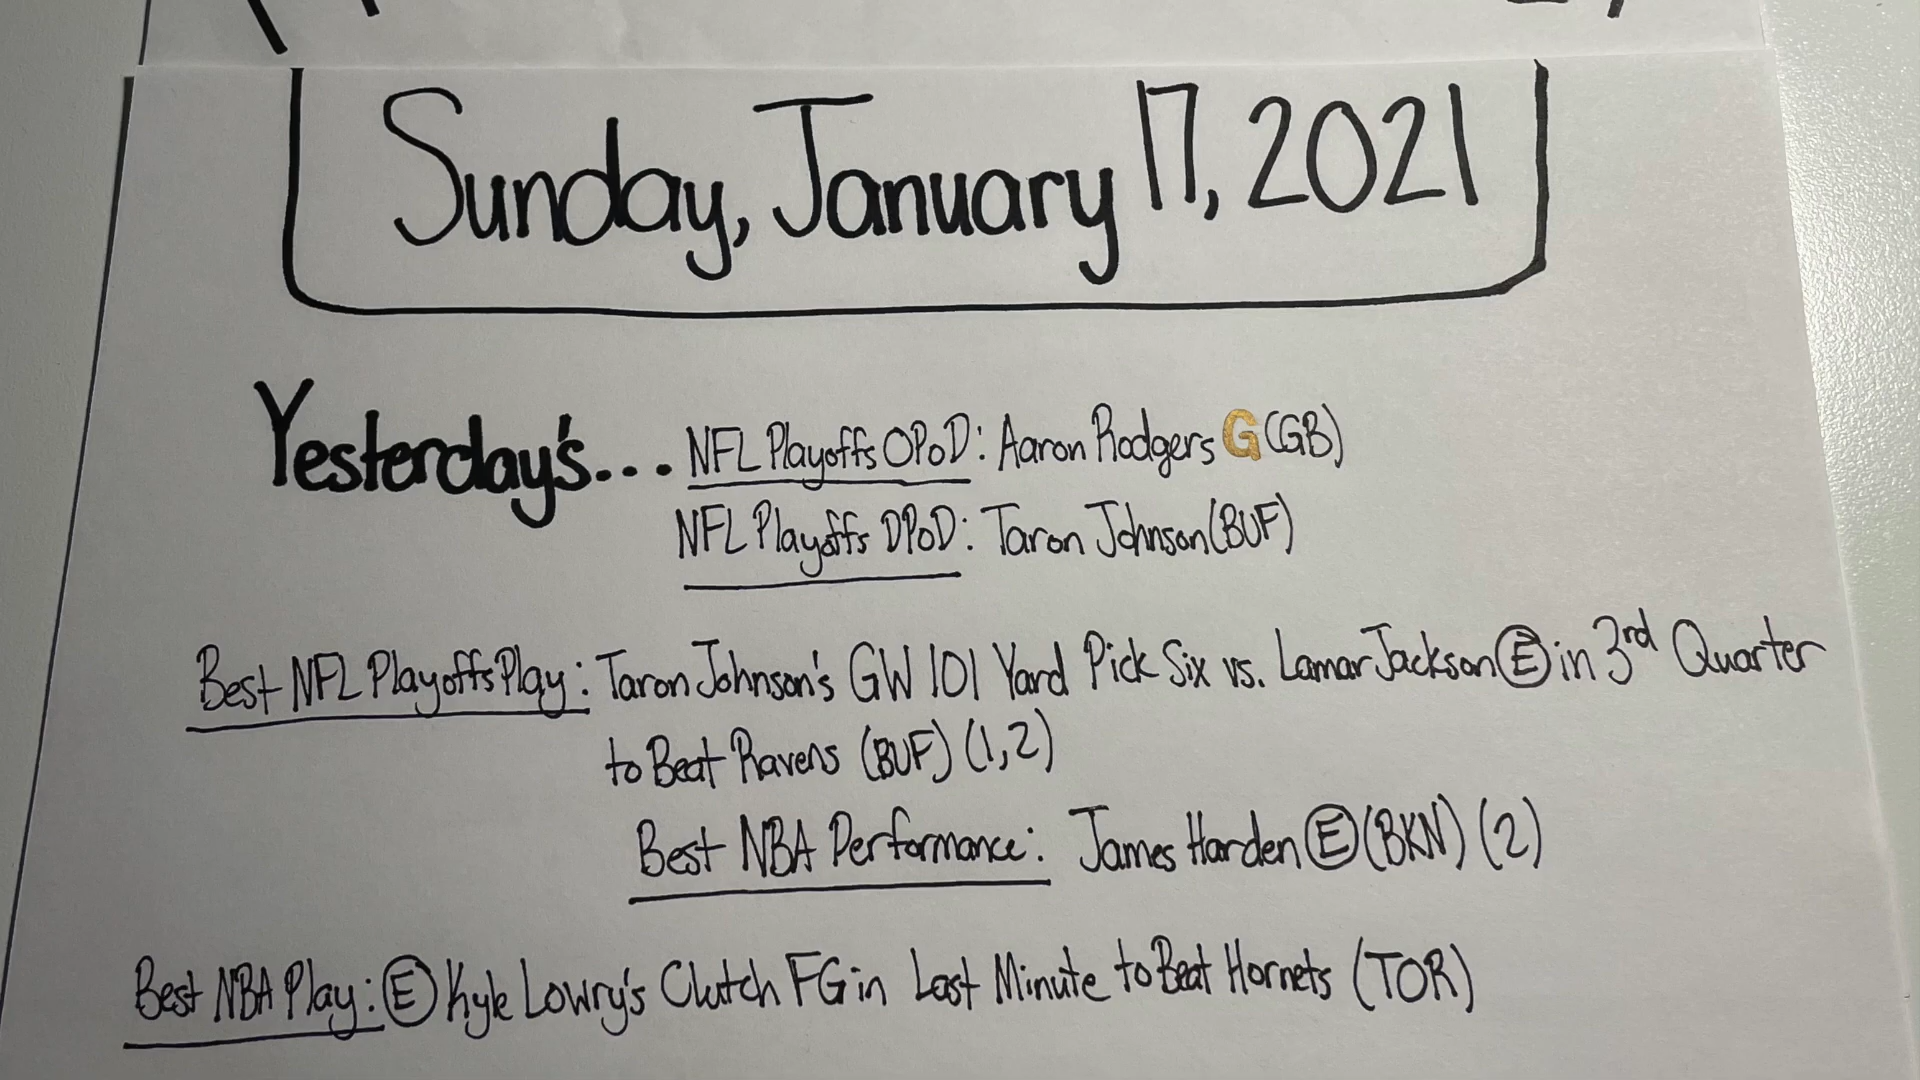 Sunday, January 17, 2021
Yesterday's... NFL Playoffs OPoD: Aaron Rodgers G (GB)
NFL Playoffs DPoD: Taron Johnson (BUF)
Best NFL Playoffs Play: Taron Johnson's GW 101 Yard Pick Six vs. Lamar Jackson Ⓔ in 3rd Quarter
to Beat Ravens (BUF) (1,2)
Best NBA Performance: James Harden Ⓔ (BKN) (2)
Best NBA Play: Ⓔ Kyle Lowry's Clutch FG in Last Minute to Beat Hornets (TOR)